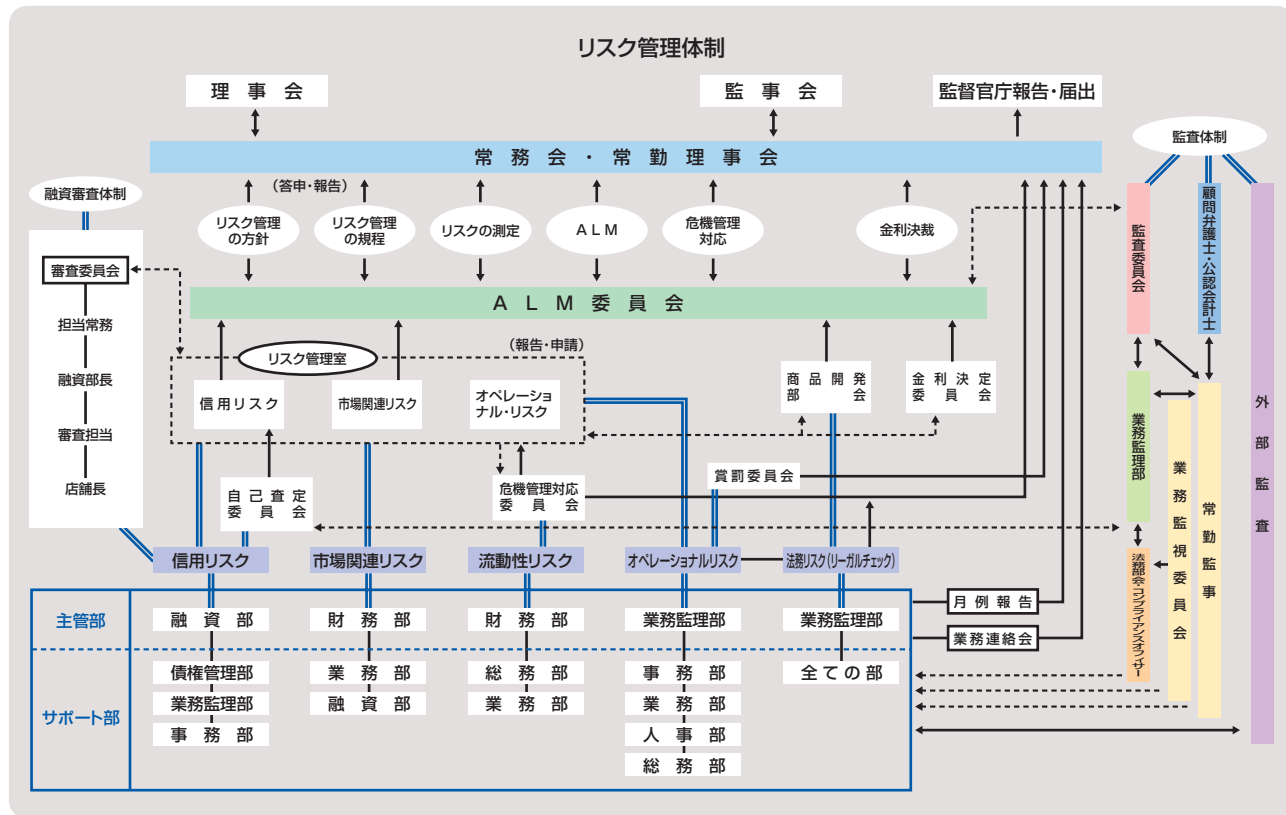 リスク管理体制
理事会
監事会
監督官庁報告・届出
監査体制
常務会・常勤理事会
(答申・報告)
融資審査体制
リスク管理
の方針
リスク管理
の規程
リスクの測定
ALM
危機管理
対応
金利決裁
監査委員会
顧問弁護士・公認会計士
審査委員会
担当常務
融資部長
審査担当
店舗長
ALM委員会
(報告・申請)
リスク管理室
信用リスク
市場関連リスク
オペレーショ
ナル・リスク
商品開発
部会
金利決定
委員会
業務監理部
業務監視委員会
常勤監事
外部監査
賞罰委員会
自己査定
委員会
危機管理対応
委員会
法務部会・コンプライアンスオフィサー
信用リスク
市場関連リスク
流動性リスク
オペレーショナルリスク
法務リスク(リーガルチェック)
主管部
融資部
財務部
財務部
業務監理部
業務監理部
月例報告
業務連絡会
サポート部
債権管理部
業務監理部
事務部
業務部
融資部
総務部
業務部
事務部
業務部
人事部
総務部
全ての部